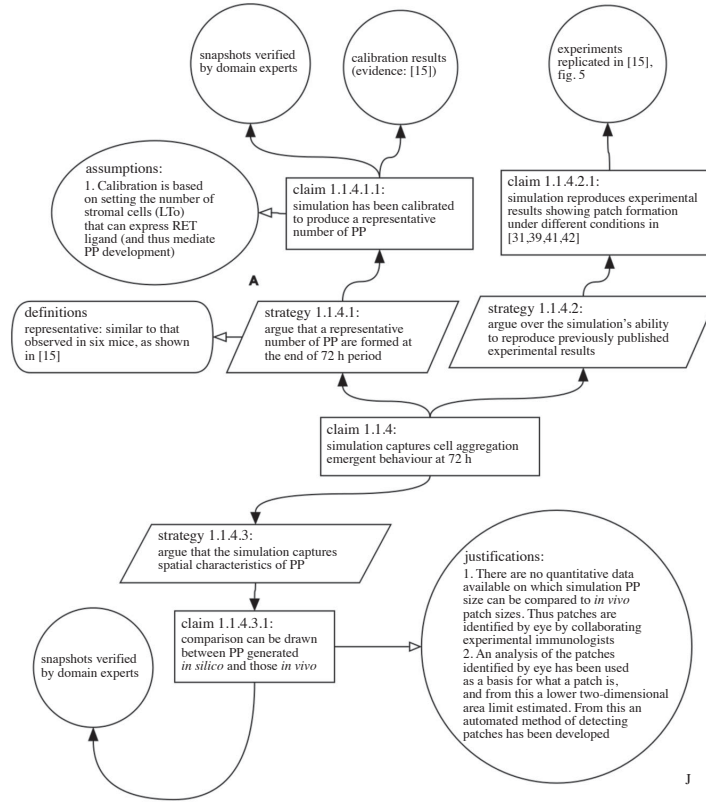 snapshots verified
by domain experts
calibration results
(evidence: [15])
experiments
replicated in [15],
fig. 5
assumptions:
1. Calibration is based
on setting the number of
stromal cells (LTo)
that can express RET
ligand (and thus mediate
PP development)
claim 1.1.4.1.1:
simulation has been calibrated
to produce a representative
number of PP
claim 1.1.4.2.1:
simulation reproduces experimental
results showing patch formation
under different conditions in
[31,39,41,42]
A
definitions
representative: similar to that
observed in six mice, as shown
in [15]
strategy 1.1.4.1:
argue that a representative
number of PP are formed at
the end of 72 h period
strategy 1.1.4.2:
argue over the simulation's ability
to reproduce previously published
experimental results
claim 1.1.4:
simulation captures cell aggregation
emergent behaviour at 72 h
strategy 1.1.4.3:
argue that the simulation captures
spatial characteristics of PP
claim 1.1.4.3.1:
comparison can be drawn
between PP generated
in silico and those in vivo
snapshots verified
by domain experts
justifications:
1. There are no quantitative data
available on which simulation PP
size can be compared to in vivo
patch sizes. Thus patches are
identified by eye by collaborating
experimental immunologists
2. An analysis of the patches
identified by eye has been used
as a basis for what a patch is,
and from this a lower two-dimensional
area limit estimated. From this an
automated method of detecting
patches has been developed
J